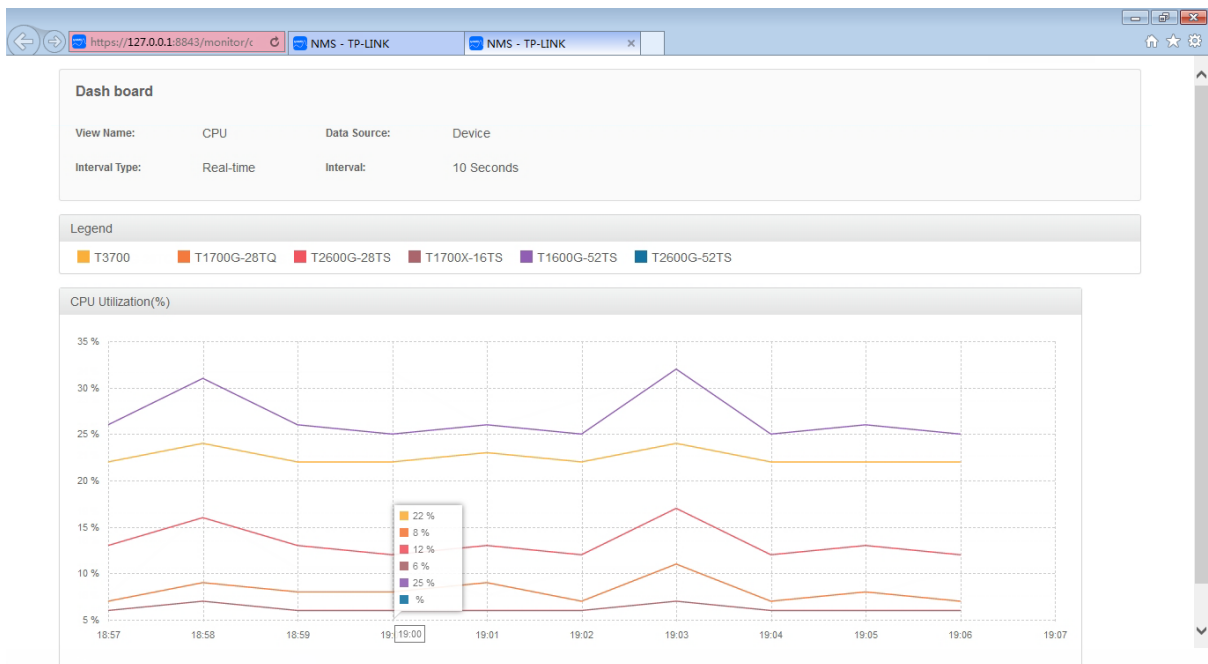 https://127.0.0.1:8843/monitor/c
NMS - TP-LINK
NMS - TP-LINK
Dash board
View Name: CPU Data Source: Device
Interval Type: Real-time Interval: 10 Seconds
Legend
T3700 T1700G-28TQ T2600G-28TS T1700X-16TS T1600G-52TS T2600G-52TS
CPU Utilization(%)
35 %
30 %
25 %
20 %
15 %
10 %
5 %
22 %
8 %
12 %
6 %
25 %
%
18:57 18:58 18:59 19: 19:00 19:01 19:02 19:03 19:04 19:05 19:06 19:07